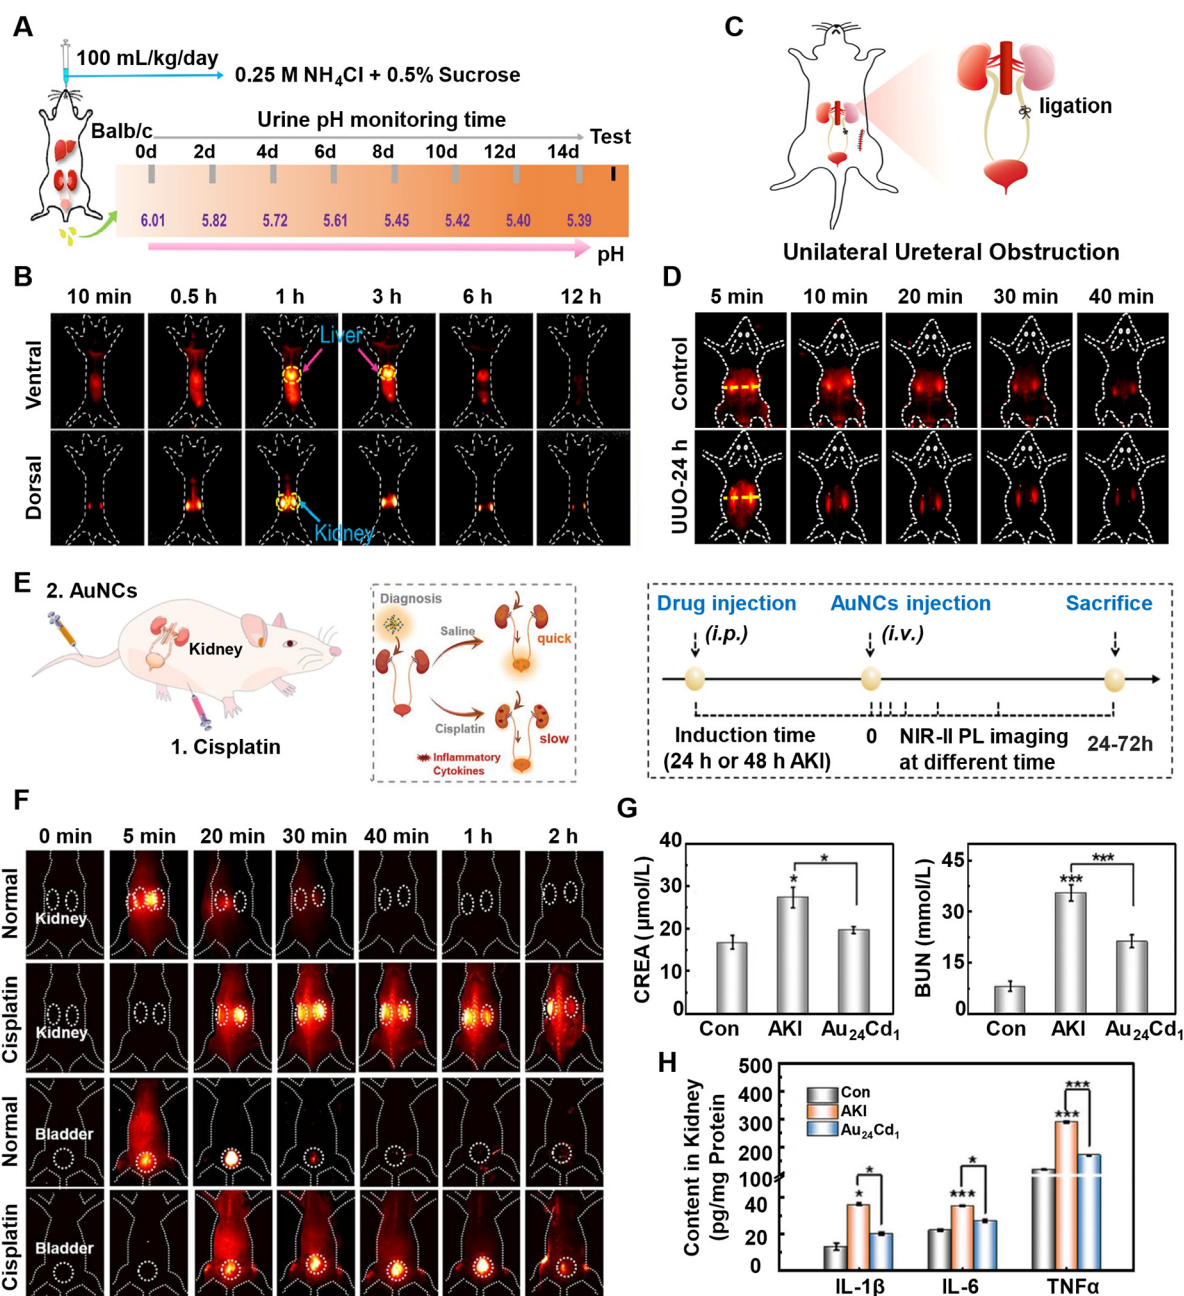 A
100 mL/kg/day
0.25 M NH4Cl + 0.5% Sucrose
Balb/c
Urine pH monitoring time
Test
0d 2d 4d 6d 8d 10d 12d 14d
6.01 5.82 5.72 5.61 5.45 5.42 5.40 5.39
pH
C
ligation
Unilateral Ureteral Obstruction
B
10 min 0.5 h 1 h 3 h 6 h 12 h
Ventral
Liver
Dorsal
Kidney
D
5 min 10 min 20 min 30 min 40 min
Control
UUO-24 h
E
2. AuNCs
Kidney
1. Cisplatin
Diagnosis
Saline
quick
Cisplatin
slow
Inflammatory
Cytokines
Drug injection AuNCs injection Sacrifice
(i.p.) (i.v.)
Induction time
(24 h or 48 h AKI)
0
NIR-II PL imaging
at different time
24-72h
F
0 min 5 min 20 min 30 min 40 min 1 h 2 h
Normal
Kidney
Cisplatin
Kidney
Normal
Bladder
Cisplatin
Bladder
G
CREA (μmol/L)
40
30
20
10
0
*
*
Con AKI Au24Cd1
BUN (mmol/L)
45
30
15
0
***
***
Con AKI Au24Cd1
H
Content in Kidney
(pg/mg Protein)
500
400
300
200
100
40
20
0
Con
AKI
Au24Cd1
*
*
*
***
***
***
IL-1β IL-6 TNFα